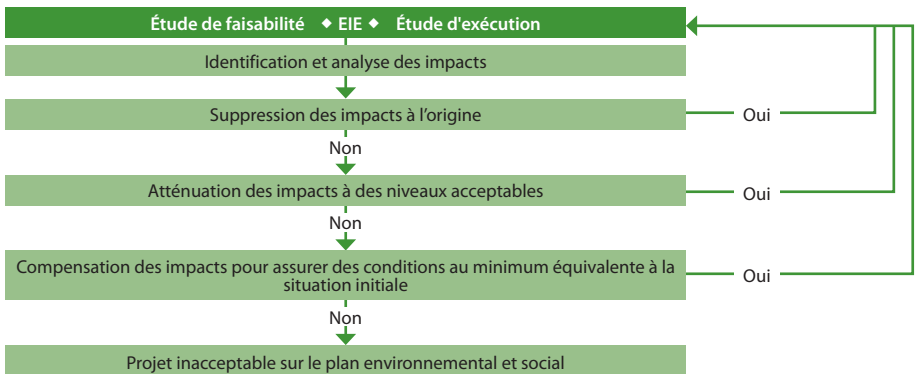 Étude de faisabilité ◆ EIE ◆ Étude d'exécution
Identification et analyse des impacts
Suppression des impacts à l'origine
Oui
Non
Atténuation des impacts à des niveaux acceptables
Oui
Non
Compensation des impacts pour assurer des conditions au minimum équivalente à la
situation initiale
Oui
Non
Projet inacceptable sur le plan environnemental et social